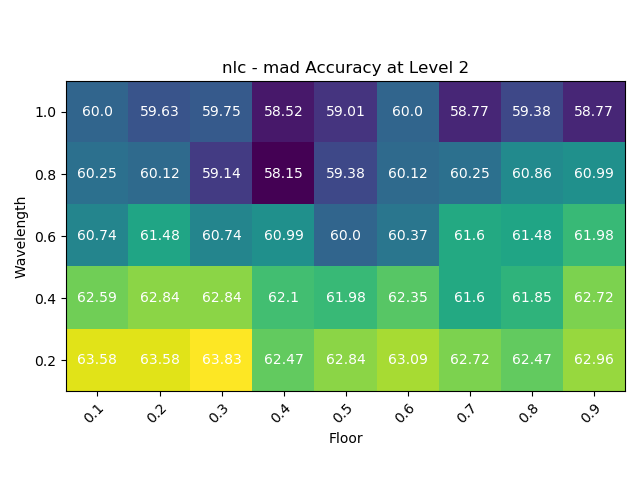 nlc - mad Accuracy at Level 2
1.0 60.0 59.63 59.75 58.52 59.01 60.0 58.77 59.38 58.77
0.8 60.25 60.12 59.14 58.15 59.38 60.12 60.25 60.86 60.99
0.6 60.74 61.48 60.74 60.99 60.0 60.37 61.6 61.48 61.98
0.4 62.59 62.84 62.84 62.1 61.98 62.35 61.6 61.85 62.72
0.2 63.58 63.58 63.83 62.47 62.84 63.09 62.72 62.47 62.96
Wavelength
0.1 0.2 0.3 0.4 0.5 0.6 0.7 0.8 0.9
Floor